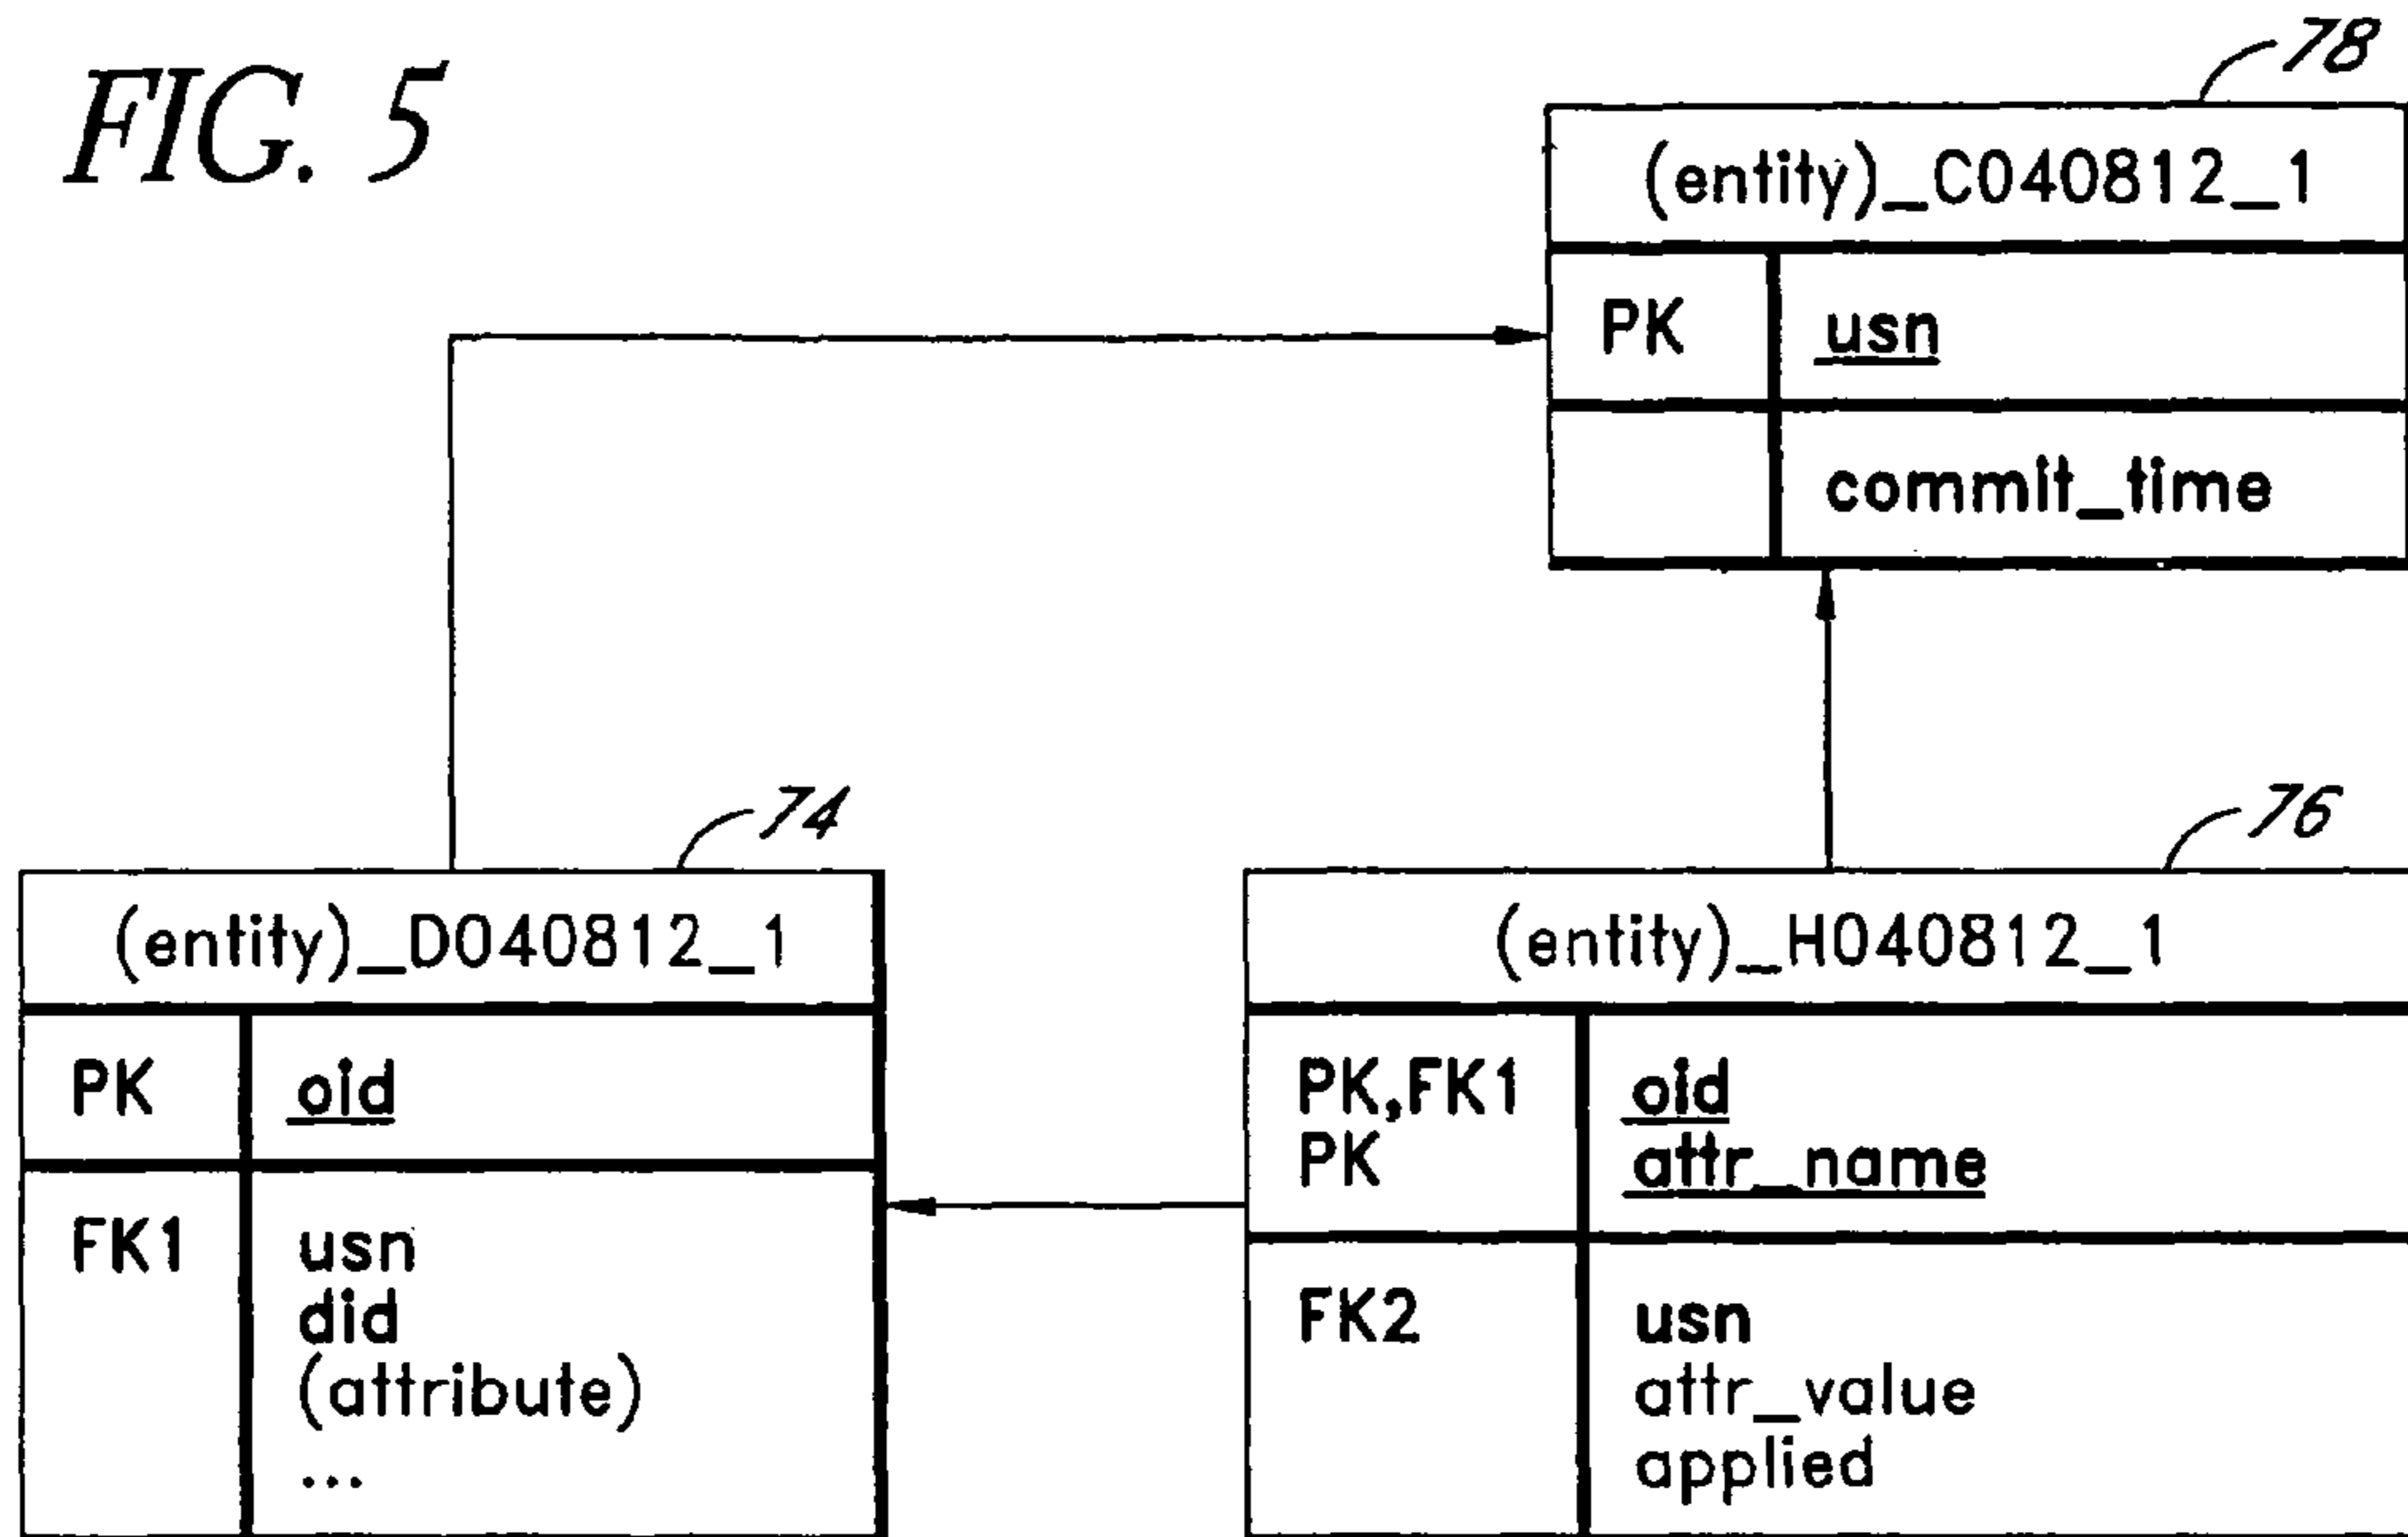 FIG. 5
78
(entity)_C040812_1
PK usn
commit_time
74
(entity)_D040812_1
PK oid
FK1 usn
did
(attribute)
...
76
(entity)_H040812_1
PK,FK1 oid
PK attr_name
FK2 usn
attr_value
applied